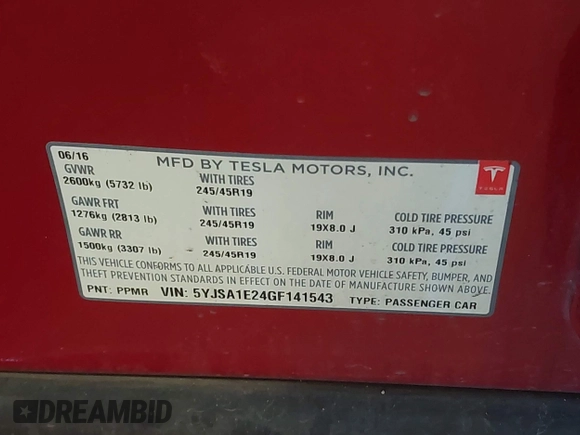 06/16 MFD BY TESLA MOTORS, INC.
GVWR WITH TIRES
2600kg (5732 lb) 245/45R19
TESLA
GAWR FRT WITH TIRES RIM COLD TIRE PRESSURE
1276kg (2813 lb) 245/45R19 19X8.0 J 310 kPa, 45 psi
GAWR RR WITH TIRES RIM COLD TIRE PRESSURE
1500kg (3307 lb) 245/45R19 19X8.0 J 310 kPa, 45 psi
THIS VEHICLE CONFORMS TO ALL APPLICABLE U.S. FEDERAL MOTOR VEHICLE SAFETY, BUMPER, AND
THEFT PREVENTION STANDARDS IN EFFECT ON THE DATE OF MANUFACTURE SHOWN ABOVE.
PNT: PPMR VIN: 5YJSA1E24GF141543 TYPE: PASSENGER CAR
DREAMBID